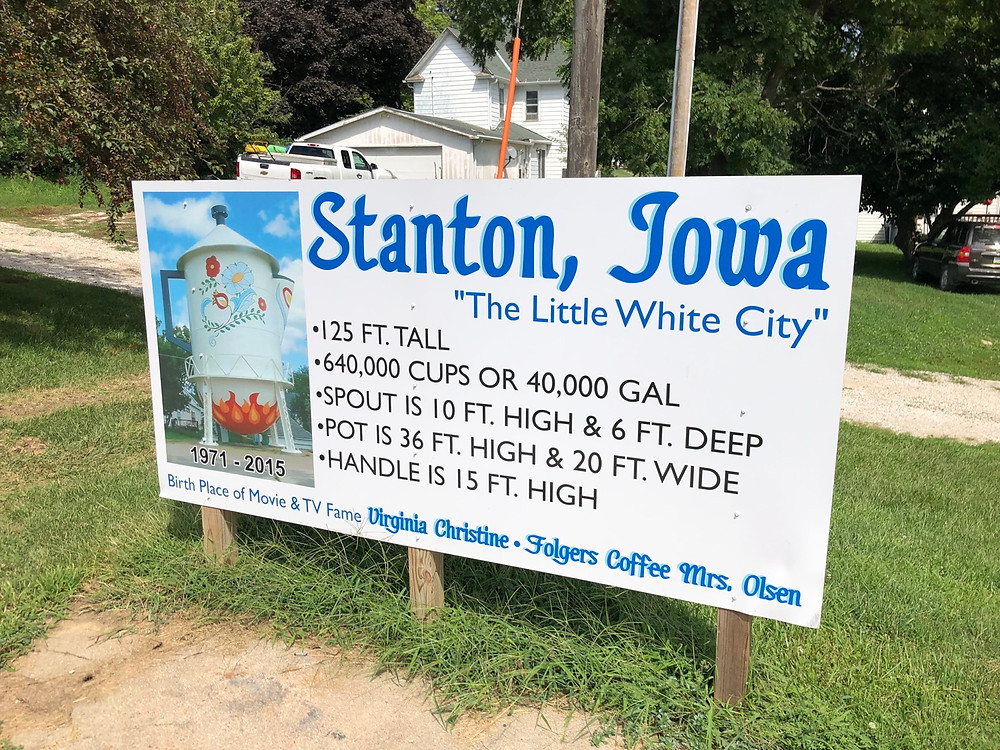 Stanton, Iowa
"The Little White City"
•125 FT. TALL
•640,000 CUPS OR 40,000 GAL
•SPOUT IS 10 FT. HIGH & 6 FT. DEEP
•POT IS 36 FT. HIGH & 20 FT. WIDE
•HANDLE IS 15 FT. HIGH
1971 - 2015
Birth Place of Movie & TV Fame Virginia Christine • Folgers Coffee Mrs. Olsen